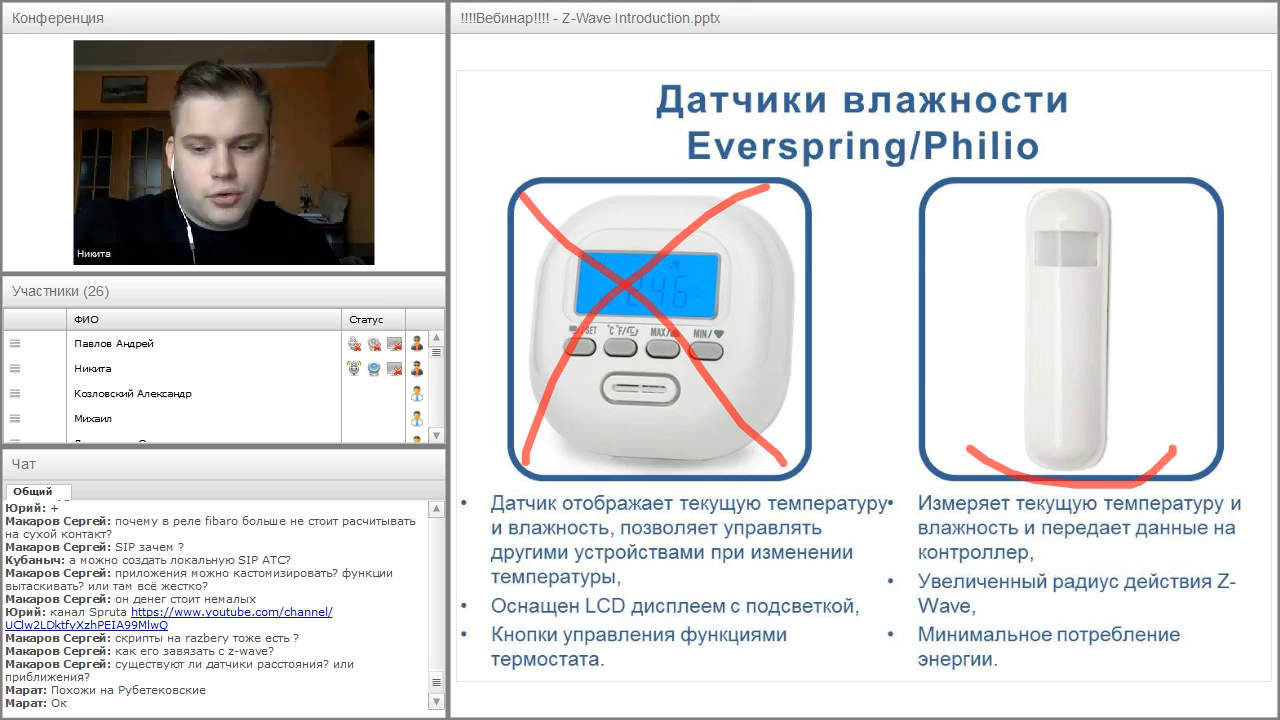 Конференция
Никита
Участники (26)
ФИО
Статус
Павлов Андрей
Никита
Козловский Александр
Михаил
Чат
Общий
Юрий: +
Макаров Сергей: почему в реле fibaro больше не стоит расчитывать
на сухой контакт?
Макаров Сергей: SIP зачем ?
Кубаныч: а можно создать локальную SIP АТС?
Макаров Сергей: приложения можно кастомизировать? функции
вытаскивать? или там всё жестко?
Макаров Сергей: он денег стоит немалых
Юрий: канал Spruta https://www.youtube.com/channel/
UClw2LDktfyXzhPEIA99MlwQ
Макаров Сергей: скрипты на razbery тоже есть ?
Макаров Сергей: как его завязать с z-wave?
Макаров Сергей: существуют ли датчики расстояния? или
приближения?
Марат: Похожи на Рубетековские
Марат: Ок
!!!!Вебинар!!!! - Z-Wave Introduction.pptx
Датчики влажности
Everspring/Philio
/SET
°C °F/
MAX/
MIN/
• Датчик отображает текущую температуру
и влажность, позволяет управлять
другими устройствами при изменении
температуры,
• Оснащен LCD дисплеем с подсветкой,
• Кнопки управления функциями
термостата.
• Измеряет текущую температуру и
влажность и передает данные на
контроллер,
• Увеличенный радиус действия Z-
Wave,
• Минимальное потребление
энергии.